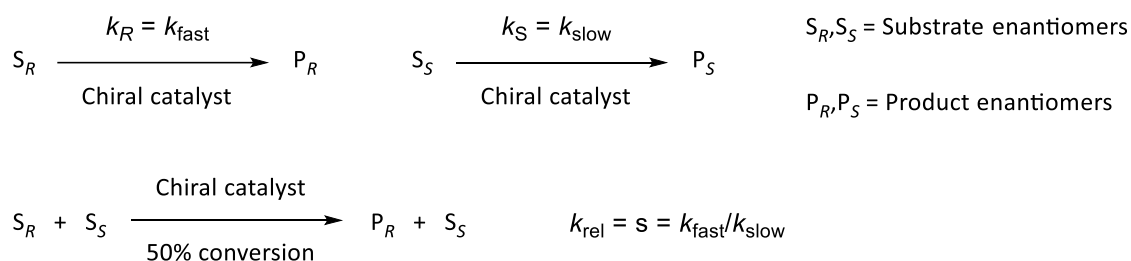 k_R = k_fast
k_S = k_slow
S_R,S_S = Substrate enantiomers
S_R P_R S_S P_S
Chiral catalyst
Chiral catalyst
P_R,P_S = Product enantiomers
Chiral catalyst
S_R + S_S P_R + S_S k_rel = s = k_fast/k_slow
50% conversion